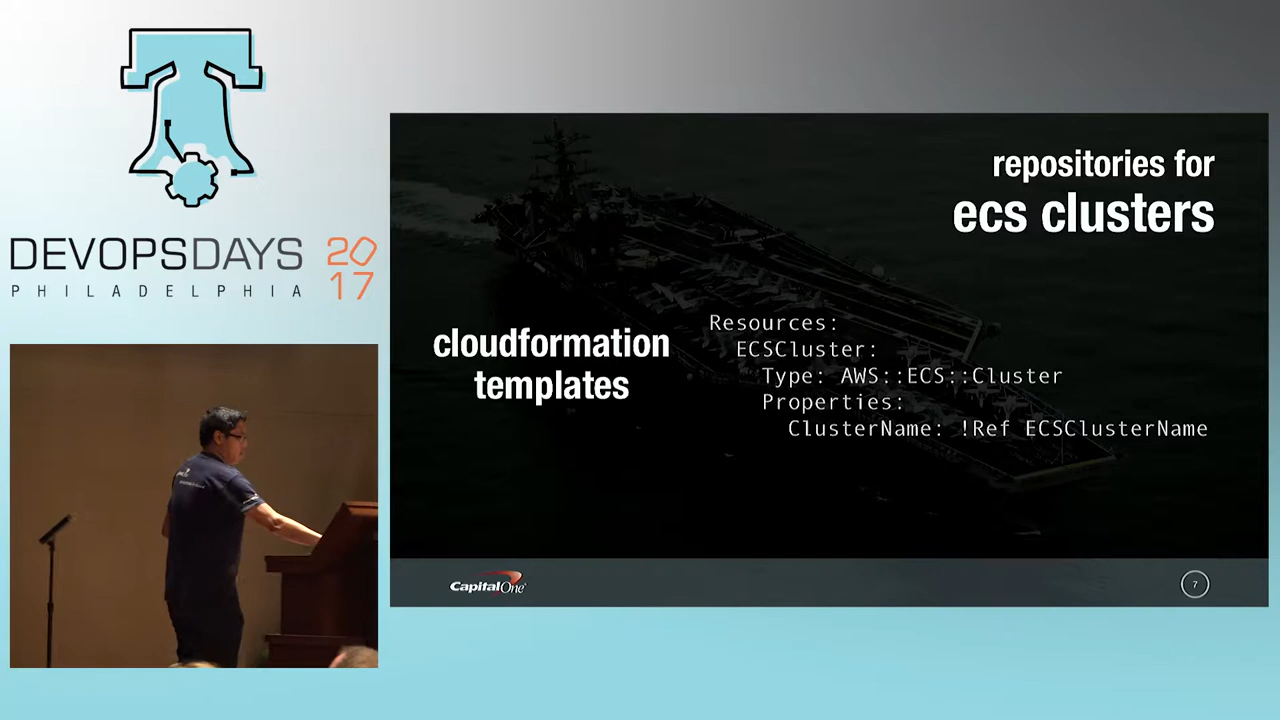 DEVOPSDAYS 2017
PHILADELPHIA
repositories for
ecs clusters
cloudformation
templates
Resources:
ECSCluster:
Type: AWS::ECS::Cluster
Properties:
ClusterName: !Ref ECSClusterName
CapitalOne
7